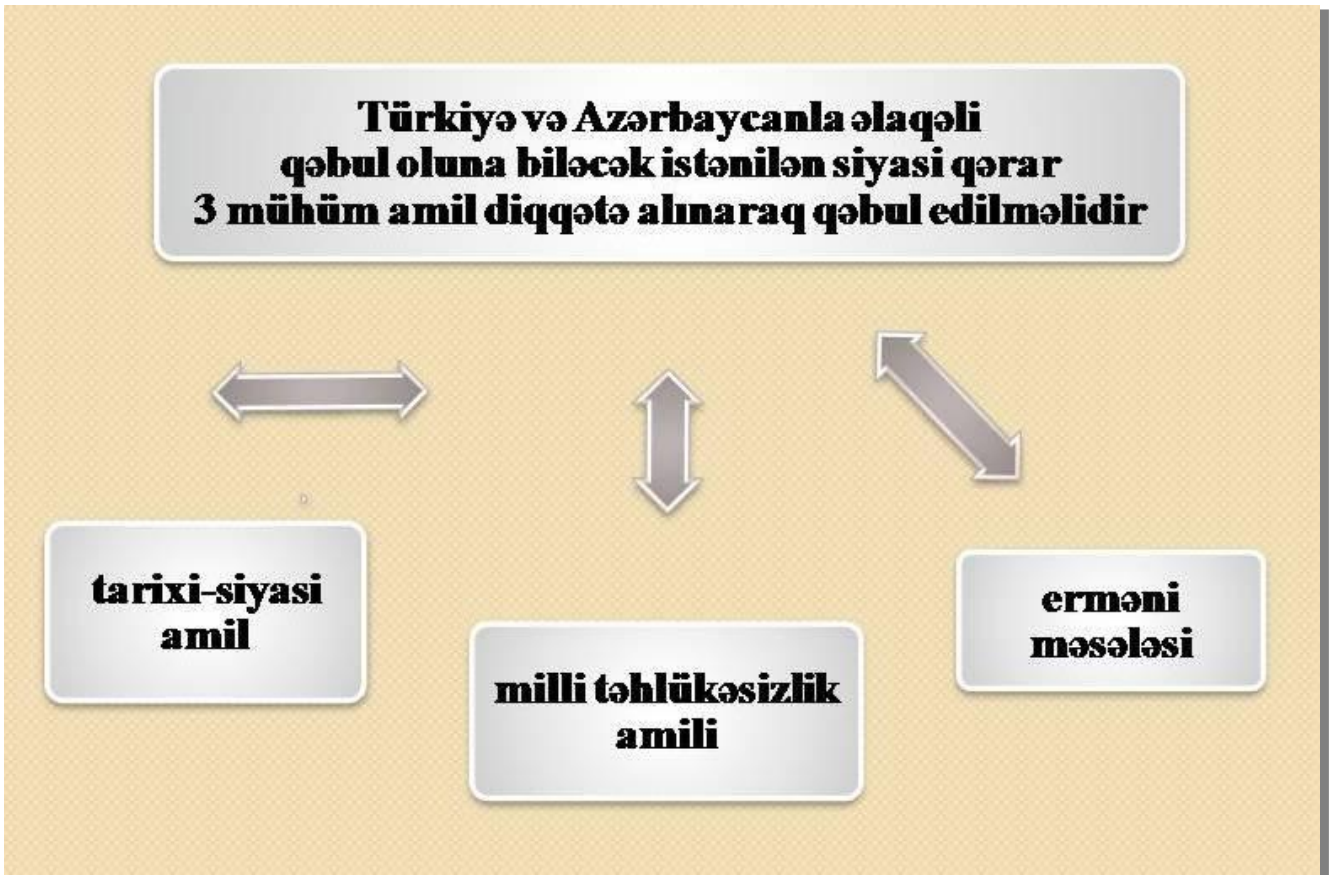 Türkiyə və Azərbaycanla əlaqəli
qəbul oluna biləcək istənilən siyasi qərar
3 mühüm amil diqqətə alınaraq qəbul edilməlidir
tarixi-siyasi
amil
milli təhlükəsizlik
amili
erməni
məsələsi